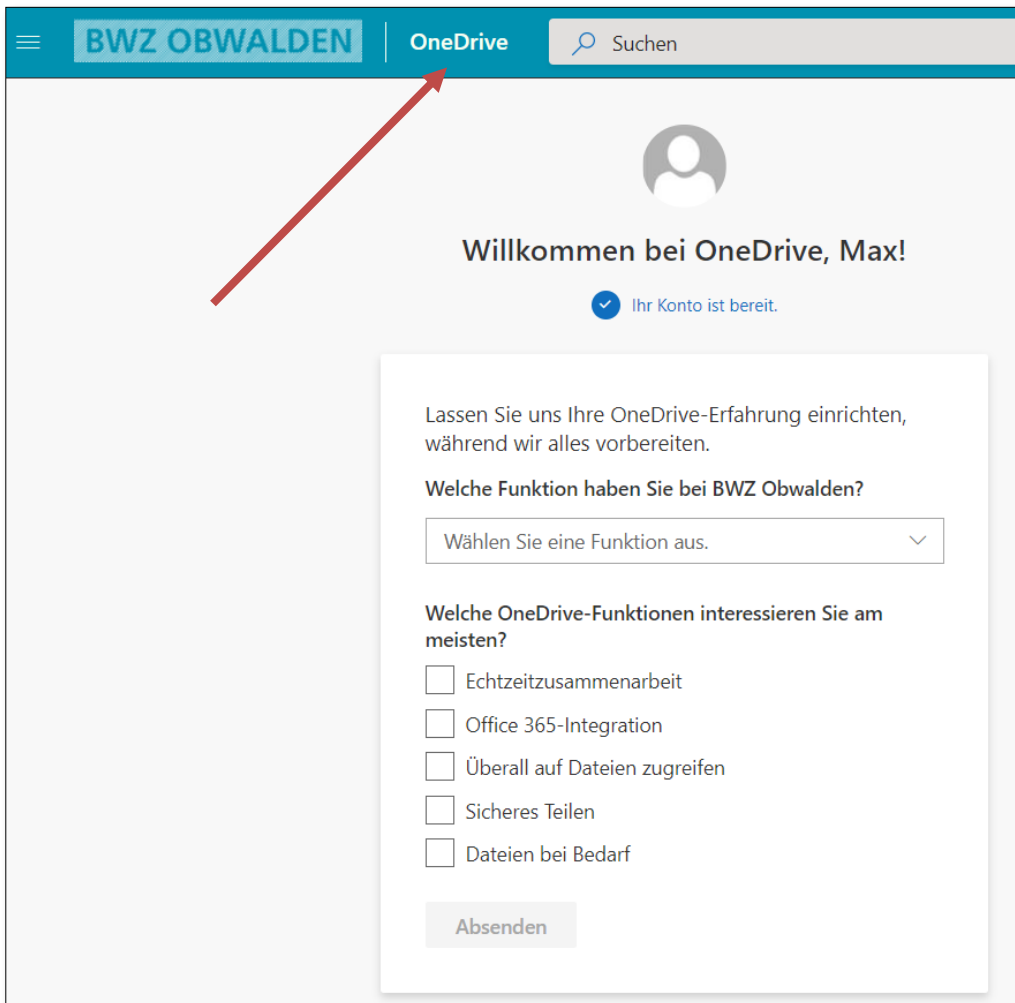 BWZ OBWALDEN OneDrive Suchen
Willkommen bei OneDrive, Max!
Ihr Konto ist bereit.
Lassen Sie uns Ihre OneDrive-Erfahrung einrichten,
während wir alles vorbereiten.
Welche Funktion haben Sie bei BWZ Obwalden?
Wählen Sie eine Funktion aus.
Welche OneDrive-Funktionen interessieren Sie am
meisten?
Echtzeitzusammenarbeit
Office 365-Integration
Überall auf Dateien zugreifen
Sicheres Teilen
Dateien bei Bedarf
Absenden